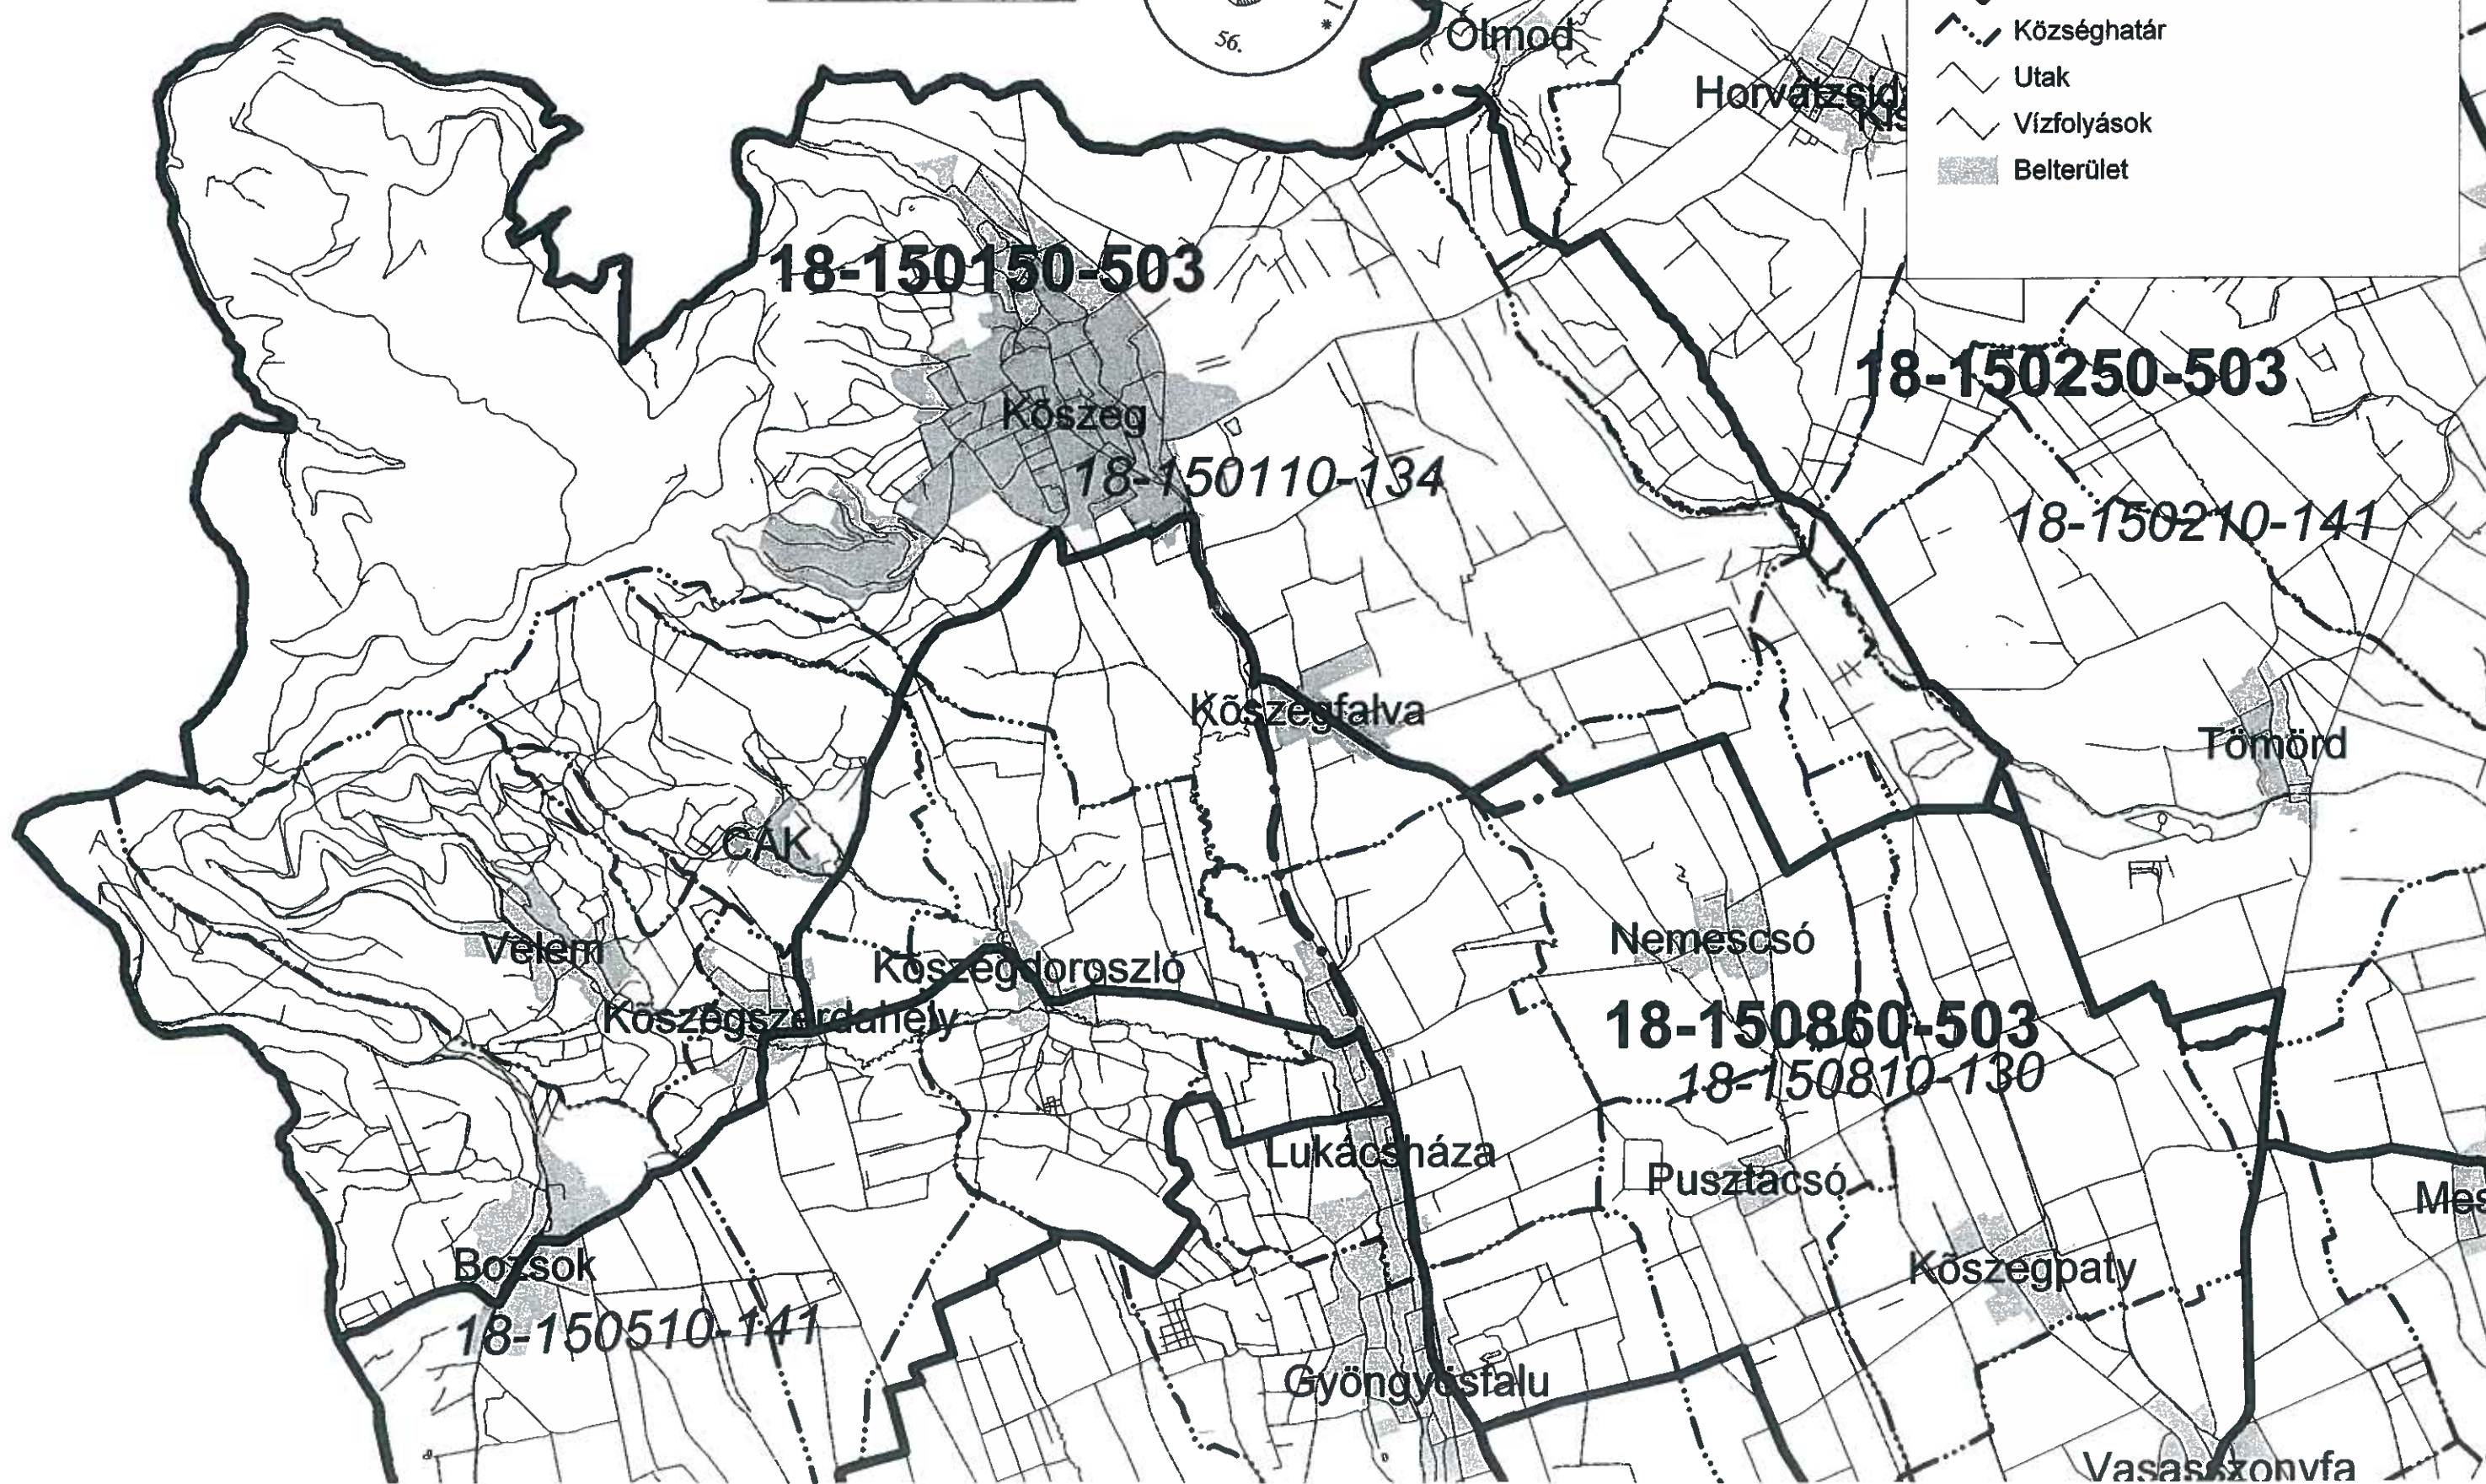 56.
*
Ólmod
Községhatár
Utak
Vízfolyások
Belterület
18-150150-503
18-150250-503
Kőszeg
18-150110-134
18-150210-141
Kőszegfalva
Tömörd
CÁK
Velem
Nemescsó
Kőszegdoroszló
Kőszegszerdahely
18-150860-503
18-150810-130
Lukácsháza
Pusztacsó
Mes
Bozsok
Kőszegpaty
18-150510-141
Gyöngyösfalu
Vasasszonyfa